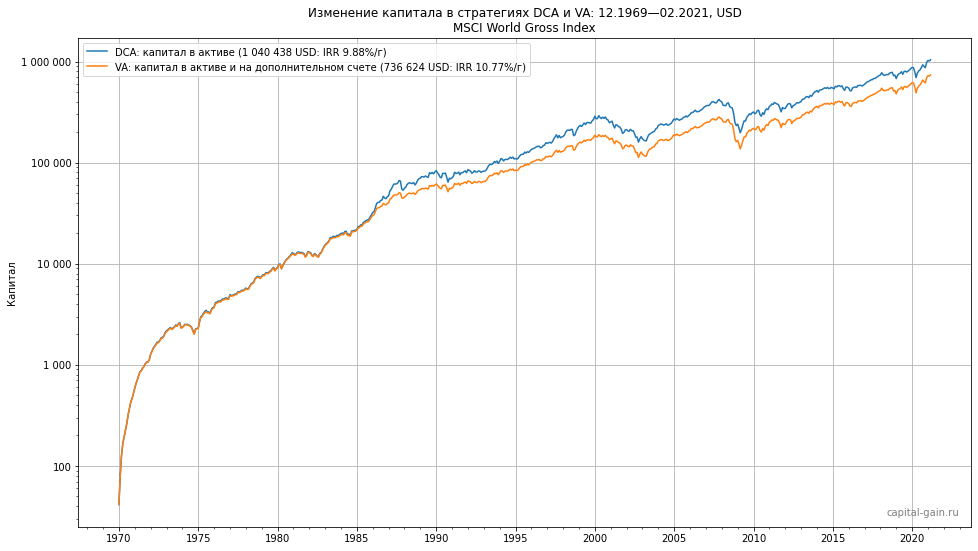 Изменение капитала в стратегиях DCA и VA: 12.1969—02.2021, USD
MSCI World Gross Index
DCA: капитал в активе (1 040 438 USD: IRR 9.88%/г)
VA: капитал в активе и на дополнительном счете (736 624 USD: IRR 10.77%/г)
Капитал
1 000 000
100 000
10 000
1 000
100
1970 1975 1980 1985 1990 1995 2000 2005 2010 2015 2020
capital-gain.ru